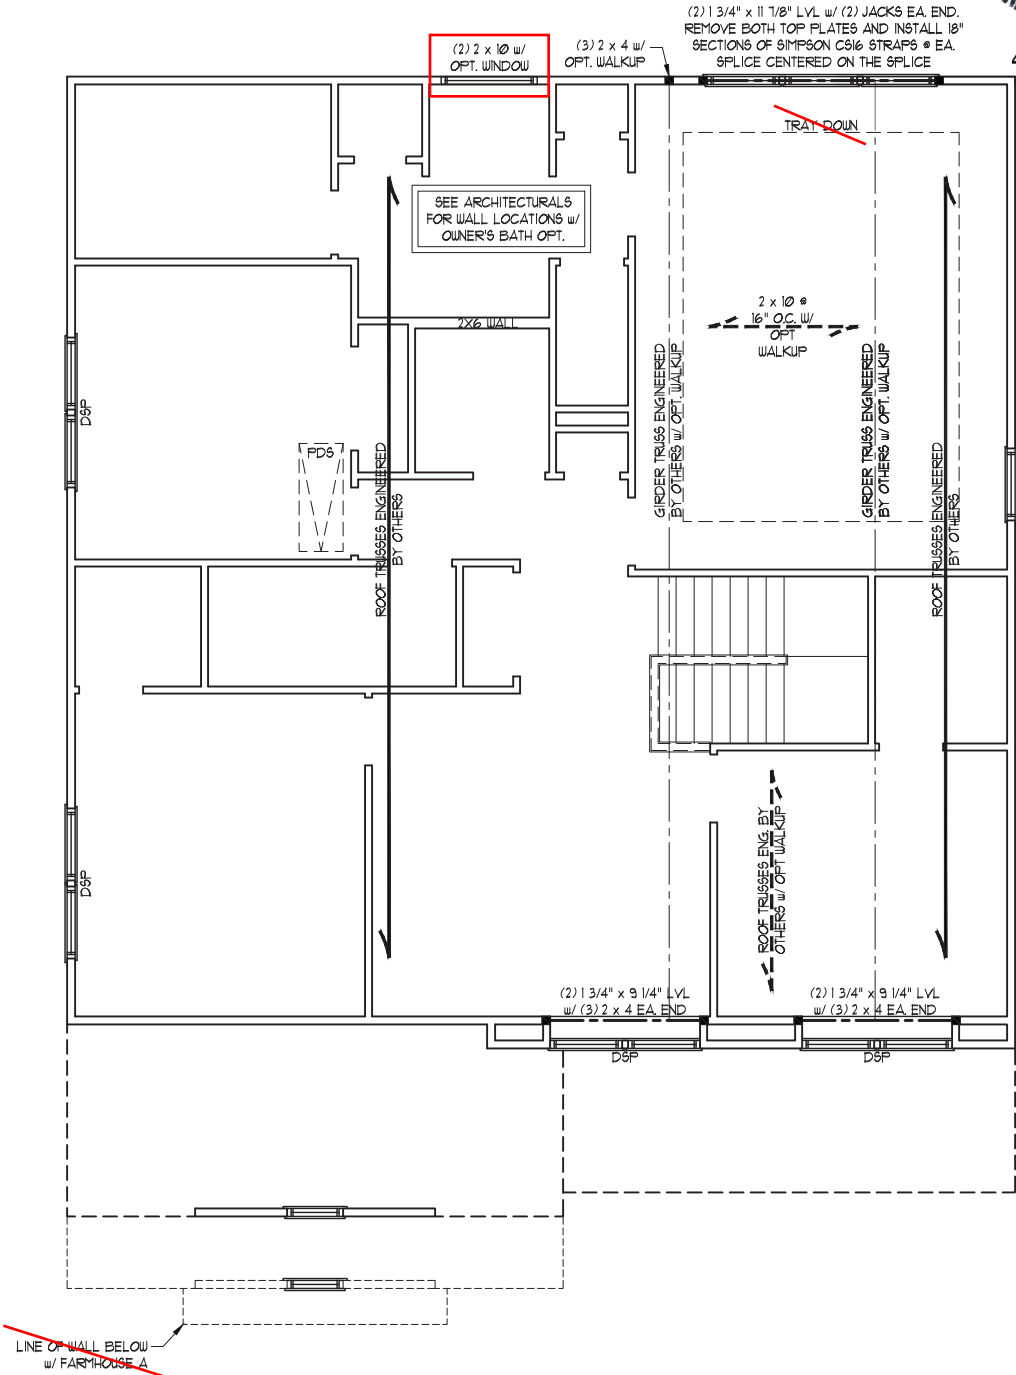 (2) 1 3/4" x 11 7/8" LVL w/ (2) JACKS EA. END.
REMOVE BOTH TOP PLATES AND INSTALL 18"
SECTIONS OF SIMPSON CS16 STRAPS @ EA.
SPLICE CENTERED ON THE SPLICE
(2) 2 x 10 w/
OPT. WINDOW
(3) 2 x 4 w/
OPT. WALKUP
TRAY DOWN
SEE ARCHITECTURALS
FOR WALL LOCATIONS w/
OWNER'S BATH OPT.
2 x 10 @
16" O.C. W/
OPT
WALKUP
2X6 WALL
DSP
PDS
ROOF TRUSSES ENGINEERED
BY OTHERS
GIRDER TRUSS ENGINEERED
BY OTHERS w/ OPT. WALKUP
GIRDER TRUSS ENGINEERED
BY OTHERS w/ OPT. WALKUP
ROOF TRUSSES ENGINEERED
BY OTHERS
DSP
ROOF TRUSSES ENG. BY
OTHERS w/ OPT WALKUP
(2) 1 3/4" x 9 1/4" LVL
w/ (3) 2 x 4 EA. END
(2) 1 3/4" x 9 1/4" LVL
w/ (3) 2 x 4 EA. END
DSP
DSP
LINE OF WALL BELOW
w/ FARMHOUSE A